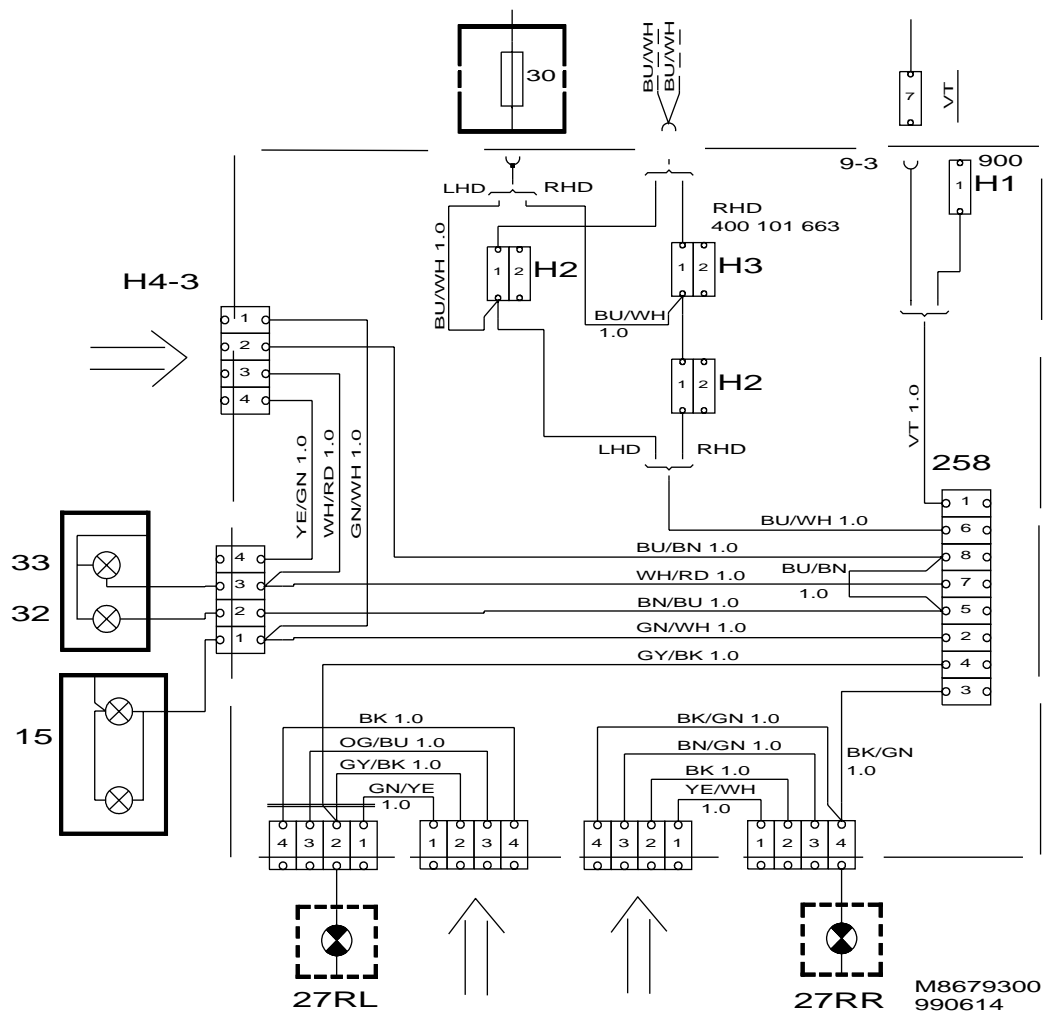 30
BU/WH
BU/WH
7
VT
LHD
RHD
9-3
900
1
H1
RHD
400 101 663
BU/WH 1.0
1 2
H2
1 2
H3
BU/WH
1.0
1 2
H2
H4-3
1
2
3
4
YE/GN 1.0
WH/RD 1.0
GN/WH 1.0
LHD
RHD
VT 1.0
258
1
6
8
7
5
2
4
3
BU/WH 1.0
BU/BN 1.0
BU/BN
1.0
WH/RD 1.0
BN/BU 1.0
GN/WH 1.0
GY/BK 1.0
33
32
4
3
2
1
15
BK 1.0
OG/BU 1.0
GY/BK 1.0
GN/YE
1.0
BK/GN 1.0
BN/GN 1.0
BK 1.0
YE/WH
1.0
BK/GN
1.0
4 3 2 1
1 2 3 4
4 3 2 1
1 2 3 4
27RL
27RR
M8679300
990614